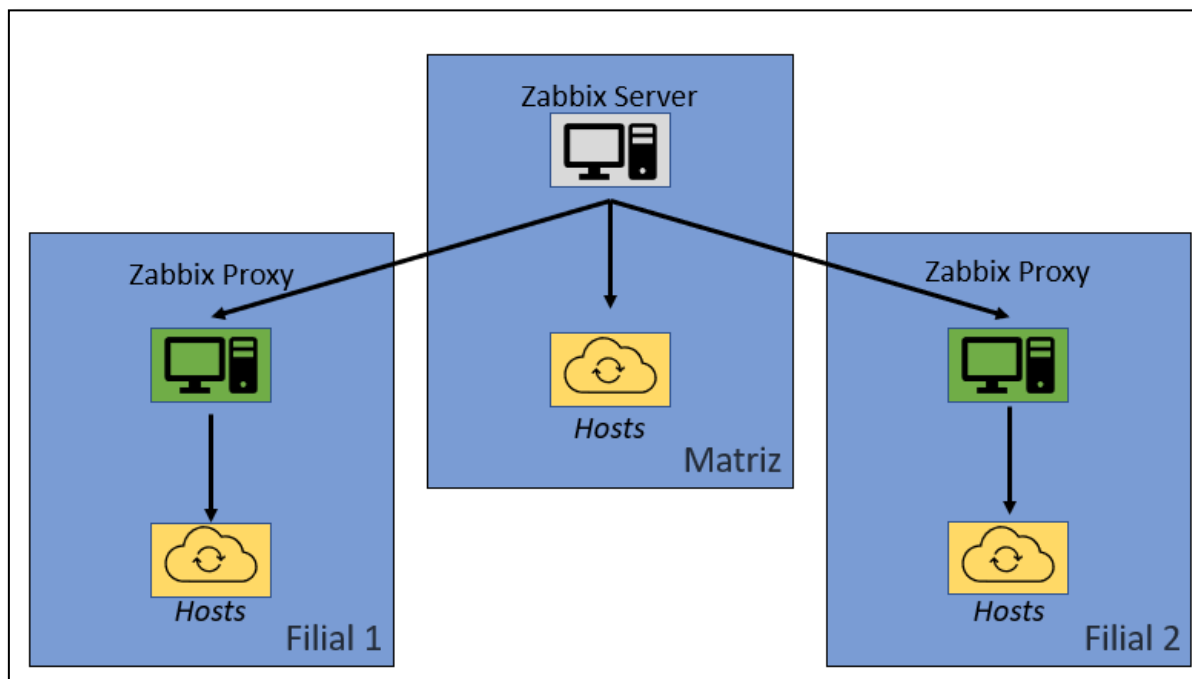 Zabbix Server
Hosts
Matriz
Zabbix Proxy
Hosts
Filial 1
Zabbix Proxy
Hosts
Filial 2